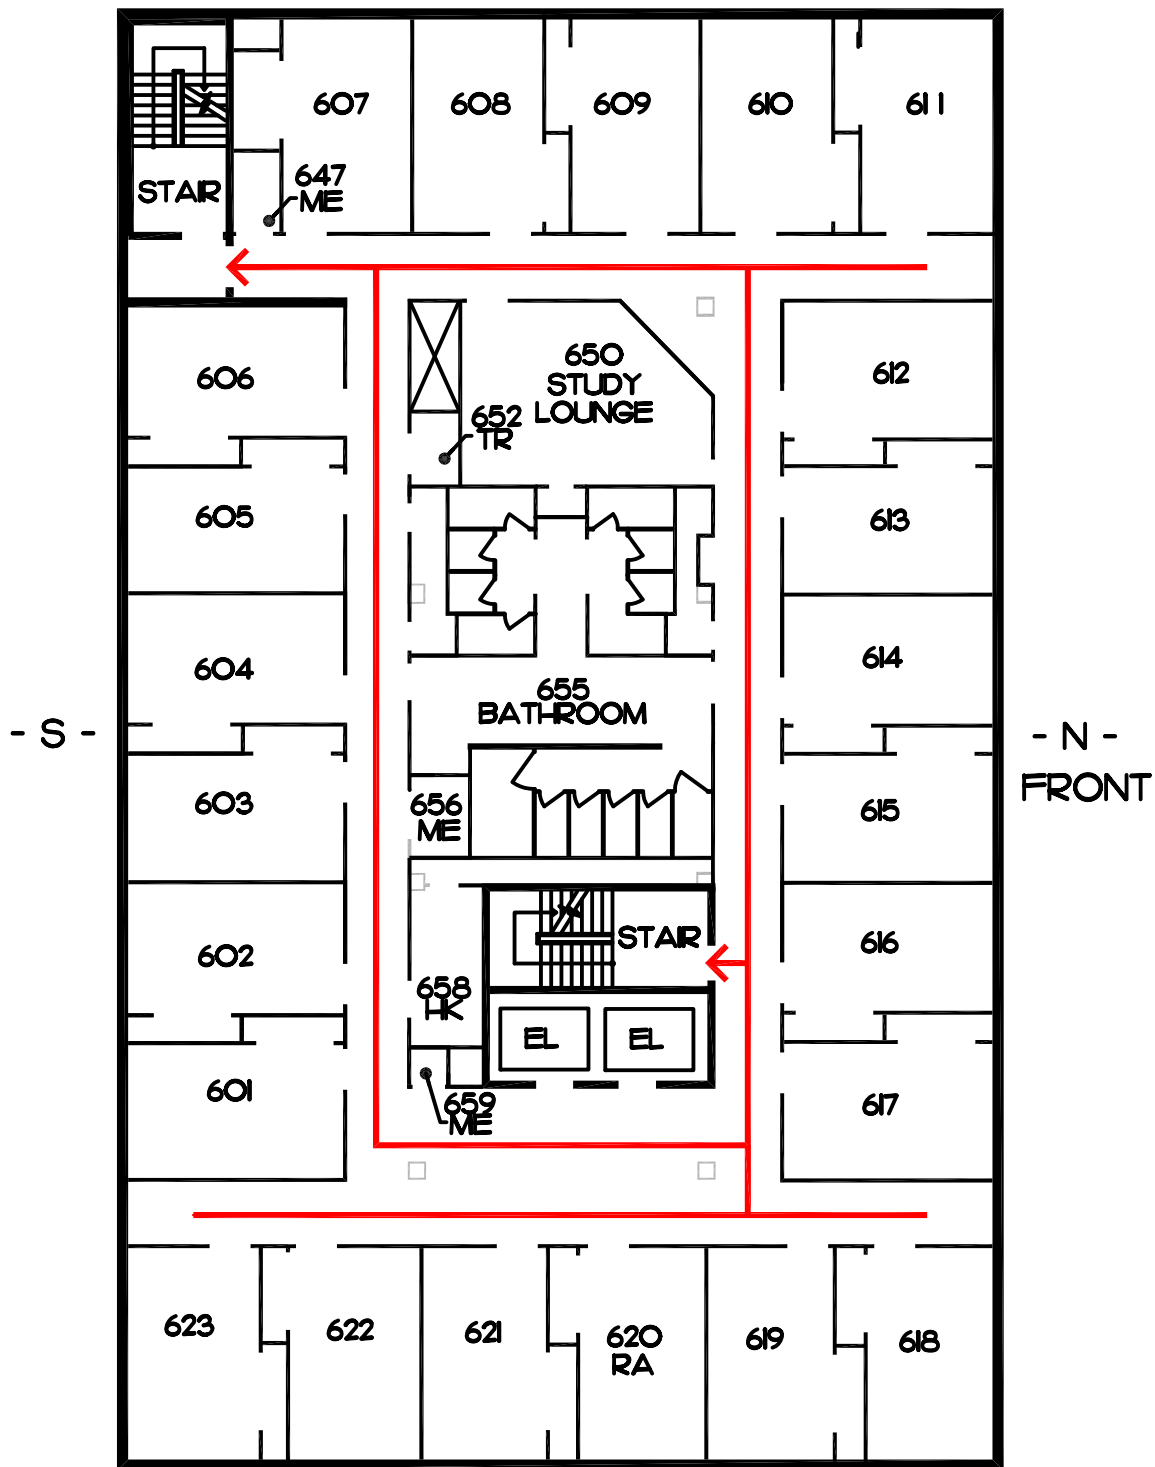 607
608
609
610
611
647
ME
STAIR
606
650
STUDY
LOUNGE
612
652
TR
605
613
604
614
655
BATHROOM
- S -
- N -
FRONT
603
656
ME
615
602
STAIR
616
658
HK
EL
EL
601
659
ME
617
623
622
621
620
RA
619
618